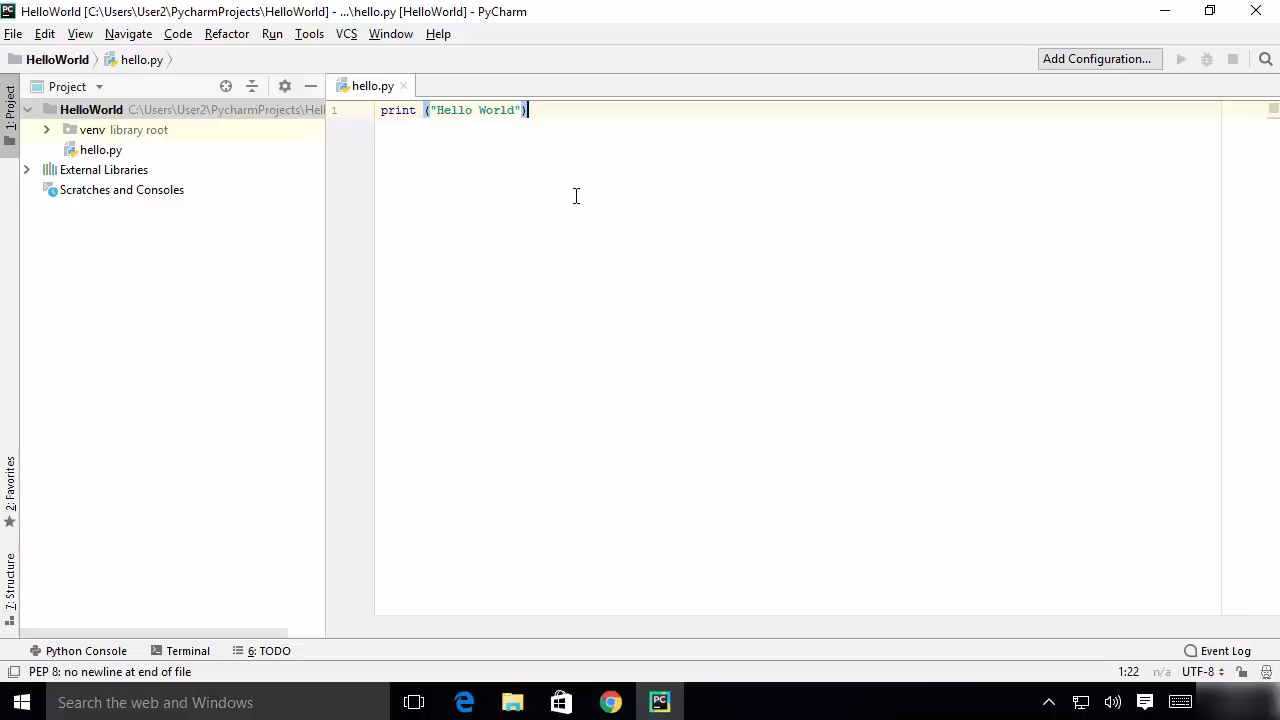 HelloWorld [C:\Users\User2\PycharmProjects\HelloWorld] - ...\hello.py [HelloWorld] - PyCharm
File Edit View Navigate Code Refactor Run Tools VCS Window Help
HelloWorld hello.py Add Configuration...
1: Project
Project
hello.py
HelloWorld C:\Users\User2\PycharmProjects\Hell
venv library root
hello.py
External Libraries
Scratches and Consoles
1 print ("Hello World")
2: Favorites
7: Structure
Python Console Terminal 6: TODO Event Log
PEP 8: no newline at end of file 1:22 n/a UTF-8
Search the web and Windows